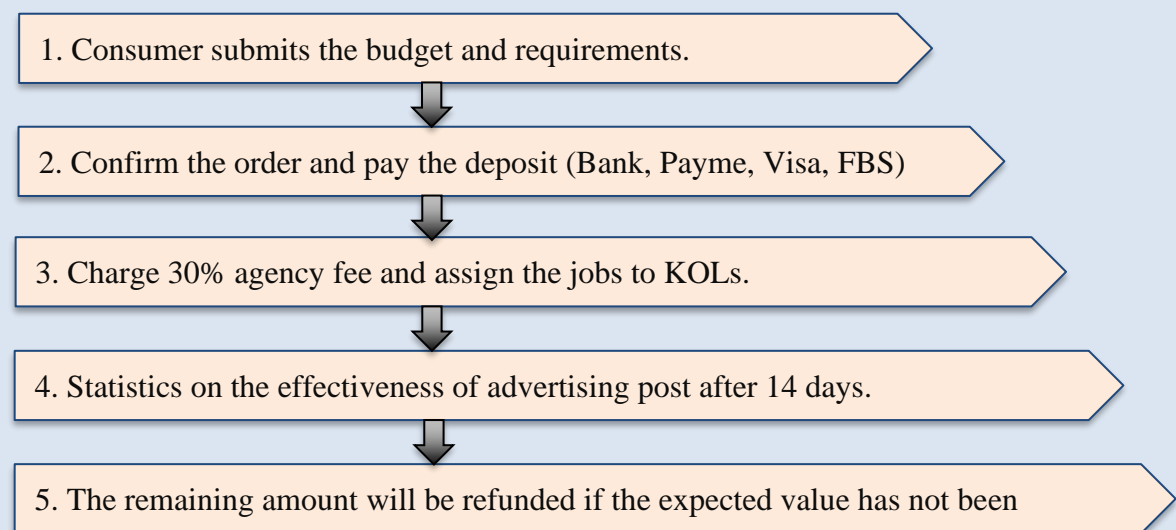 1. Consumer submits the budget and requirements.
2. Confirm the order and pay the deposit (Bank, Payme, Visa, FBS)
3. Charge 30% agency fee and assign the jobs to KOLs.
4. Statistics on the effectiveness of advertising post after 14 days.
5. The remaining amount will be refunded if the expected value has not been